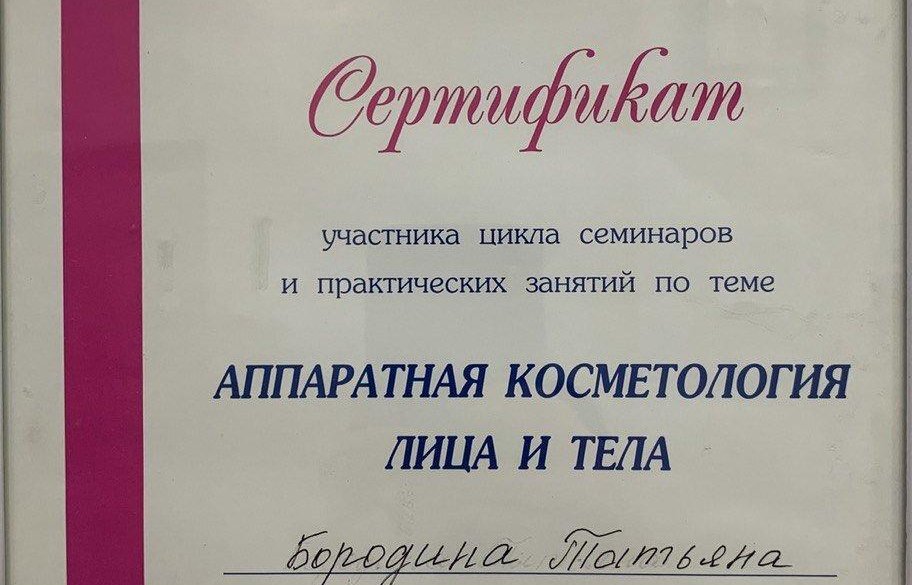 Сертификат
участника цикла семинаров
и практических занятий по теме
АППАРАТНАЯ КОСМЕТОЛОГИЯ
ЛИЦА И ТЕЛА
Бородина Татьяна